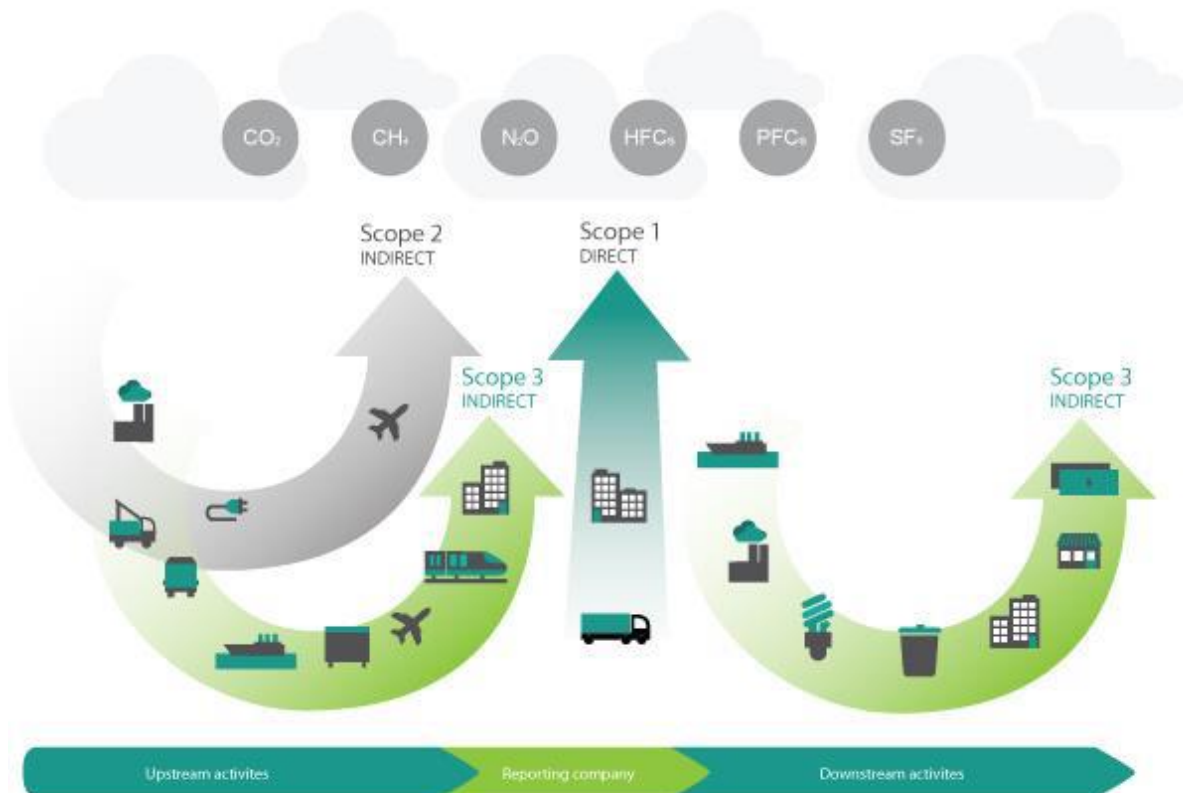 CO₂ CH₄ N₂O HFCₛ PFCₛ SF₆
Scope 2
INDIRECT
Scope 1
DIRECT
Scope 3
INDIRECT
Scope 3
INDIRECT
Upstream activites
Reporting company
Downstream activites